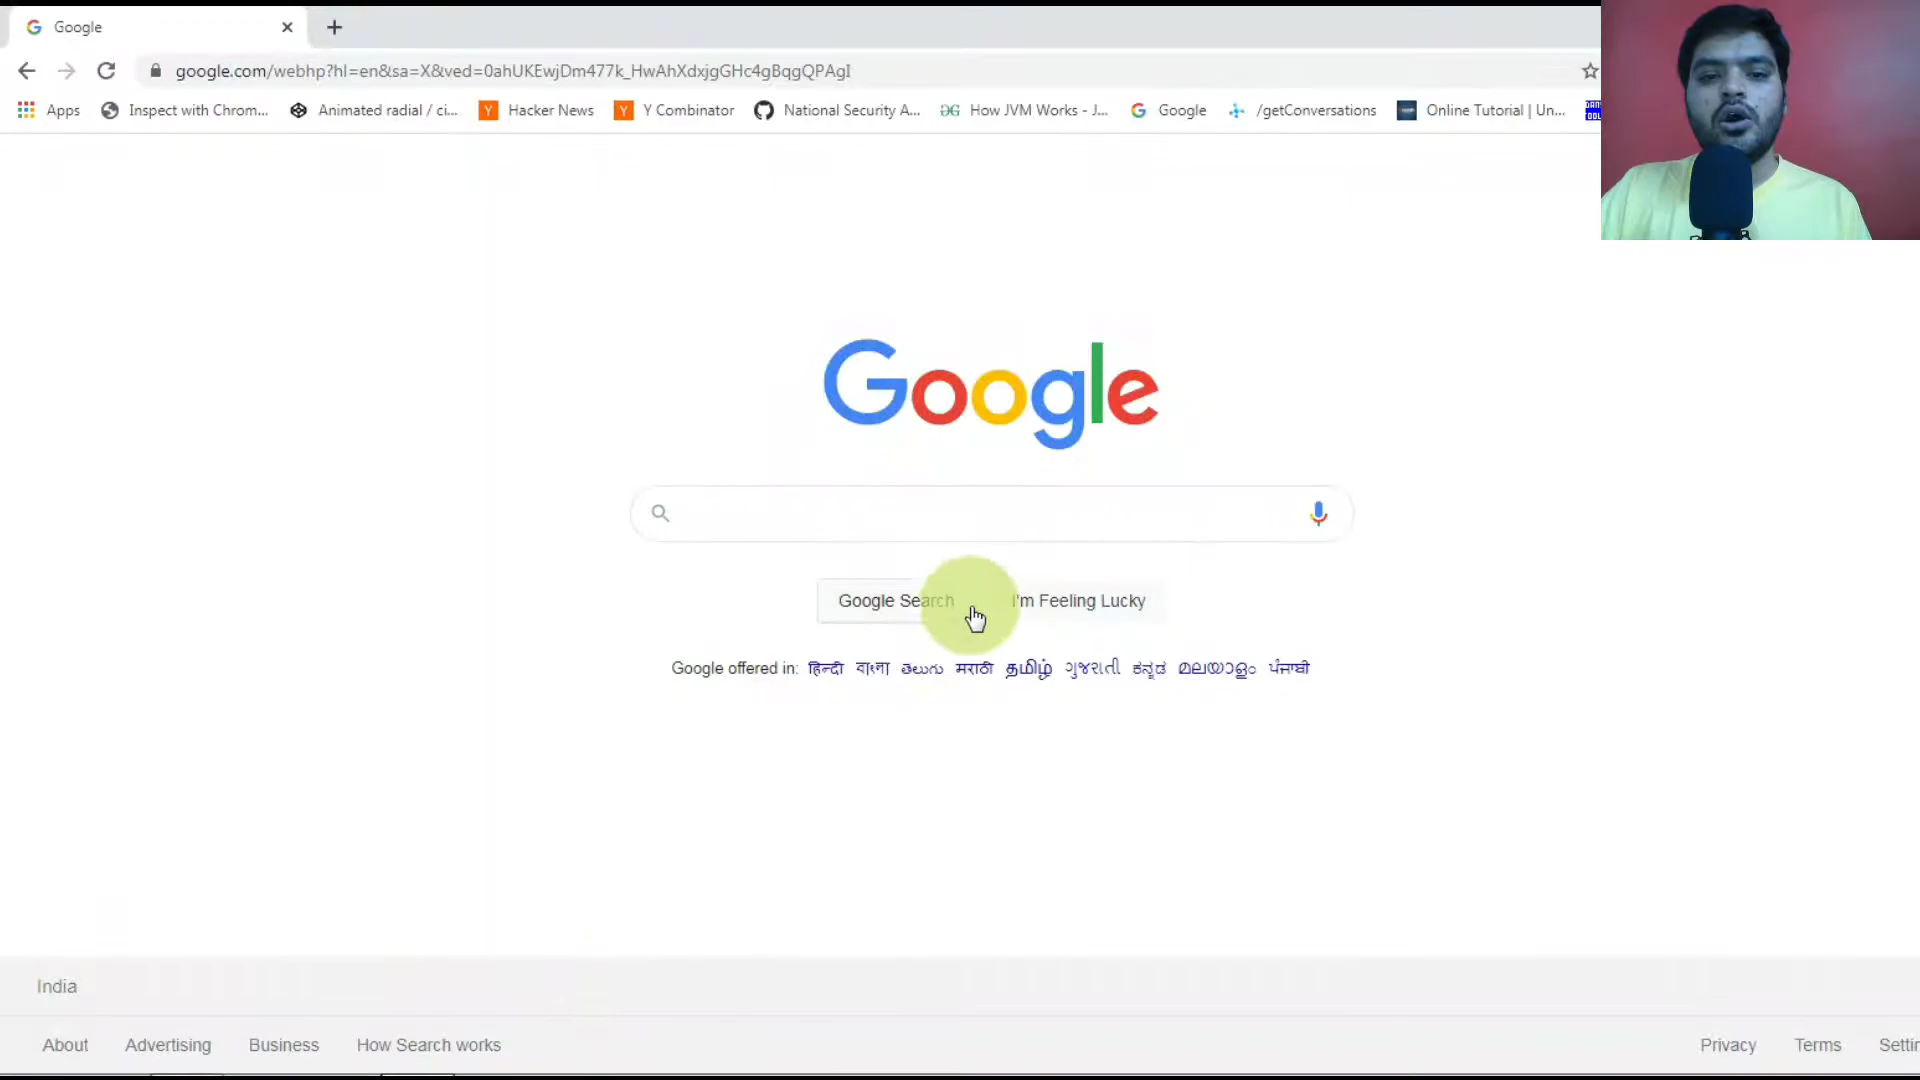 Google
google.com/webhp?hl=en&sa=X&ved=0ahUKEwjDm477k_HwAhXdxjgGHc4gBqgQPAgI
Apps Inspect with Chrom... Animated radial / ci... Hacker News Y Combinator National Security A... How JVM Works - J... Google /getConversations Online Tutorial | Un...
Google
Google Search I'm Feeling Lucky
Google offered in: हिन्दी বাংলা తెలుగు मराठी தமிழ் ગુજરાતી ಕನ್ನಡ മലയാളം ਪੰਜਾਬੀ
India
About Advertising Business How Search works Privacy Terms